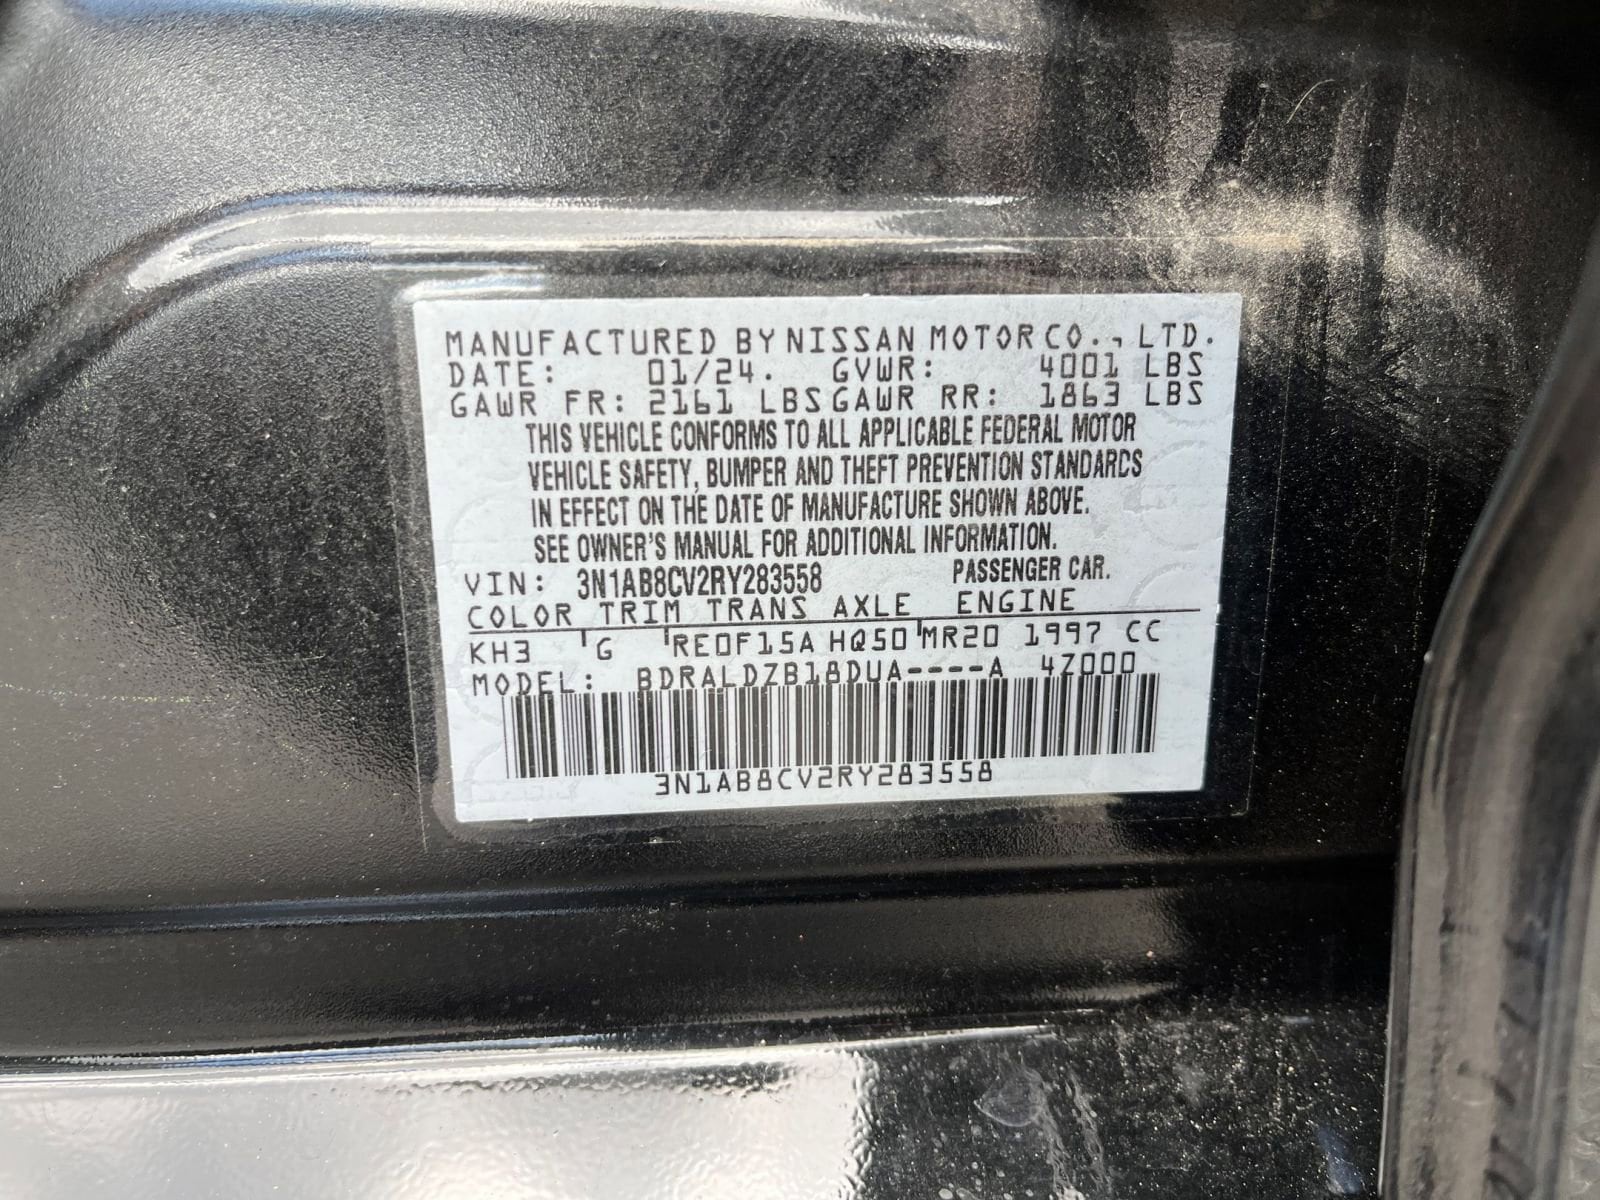 MANUFACTURED BY NISSAN MOTOR CO., LTD.
DATE: 01/24. GVWR: 4001 LBS
GAWR FR: 2161 LBS GAWR RR: 1863 LBS
THIS VEHICLE CONFORMS TO ALL APPLICABLE FEDERAL MOTOR
VEHICLE SAFETY, BUMPER AND THEFT PREVENTION STANDARDS
IN EFFECT ON THE DATE OF MANUFACTURE SHOWN ABOVE.
SEE OWNER'S MANUAL FOR ADDITIONAL INFORMATION.
VIN: 3N1AB8CV2RY283558 PASSENGER CAR.
COLOR TRIM TRANS AXLE ENGINE
KH3 G RE0F15A HQ50 MR20 1997 CC
MODEL: BDRALDZB18DUA----A 4Z000
3N1AB8CV2RY283558